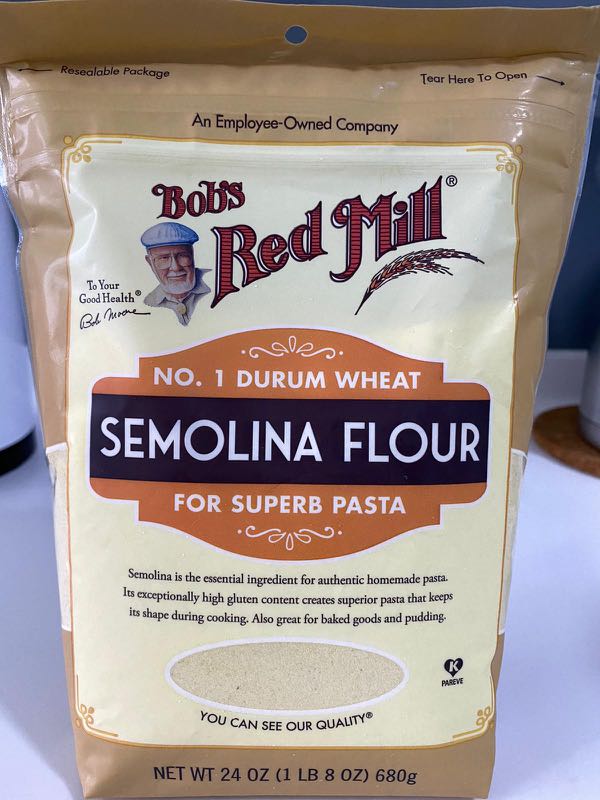 Resealable Package
Tear Here To Open
An Employee-Owned Company
Bob's
Red Mill®
To Your
Good Health®
Bob Moore
NO. 1 DURUM WHEAT
SEMOLINA FLOUR
FOR SUPERB PASTA
Semolina is the essential ingredient for authentic homemade pasta.
Its exceptionally high gluten content creates superior pasta that keeps
its shape during cooking. Also great for baked goods and pudding.
K
PAREVE
YOU CAN SEE OUR QUALITY®
NET WT 24 OZ (1 LB 8 OZ) 680g